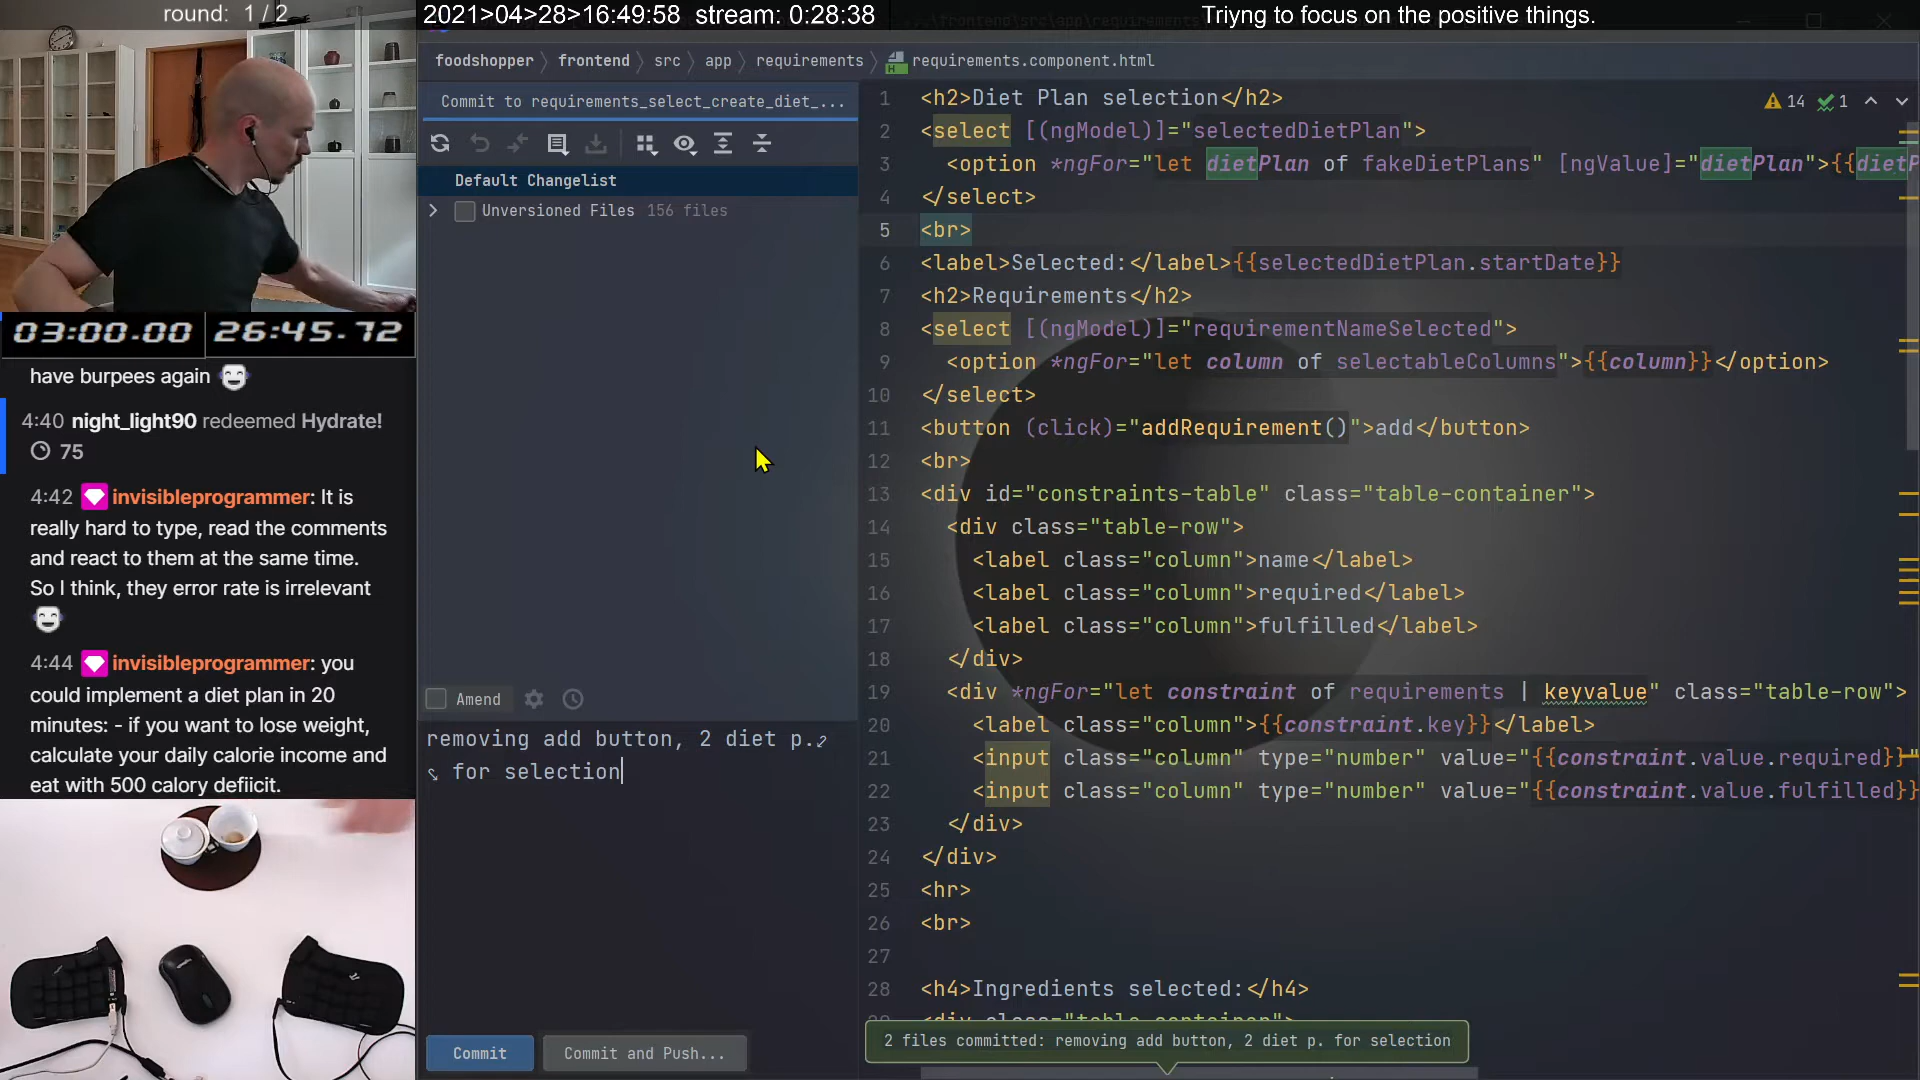 round: 1 / 2
2021>04>28>16:49:58 stream: 0:28:38
Triyng to focus on the positive things.
foodshopper
frontend
src
app
requirements
requirements.component.html
Commit to requirements_select_create_diet_...
14
1
Default Changelist
Unversioned Files 156 files
Amend
removing add button, 2 diet p.
for selection
Commit
Commit and Push...
03:00.00
26:45.72
have burpees again
4:40 night_light90 redeemed Hydrate!
75
4:42 invisibleprogrammer: It is
really hard to type, read the comments
and react to them at the same time.
So I think, they error rate is irrelevant
4:44 invisibleprogrammer: you
could implement a diet plan in 20
minutes: - if you want to lose weight,
calculate your daily calorie income and
eat with 500 calory defiicit.
1 <h2>Diet Plan selection</h2>
2 <select [(ngModel)]="selectedDietPlan">
3 <option *ngFor="let dietPlan of fakeDietPlans" [ngValue]="dietPlan">{{dietP
4 </select>
5 <br>
6 <label>Selected:</label>{{selectedDietPlan.startDate}}
7 <h2>Requirements</h2>
8 <select [(ngModel)]="requirementNameSelected">
9 <option *ngFor="let column of selectableColumns">{{column}}</option>
10 </select>
11 <button (click)="addRequirement()">add</button>
12 <br>
13 <div id="constraints-table" class="table-container">
14 <div class="table-row">
15 <label class="column">name</label>
16 <label class="column">required</label>
17 <label class="column">fulfilled</label>
18 </div>
19 <div *ngFor="let constraint of requirements | keyvalue" class="table-row">
20 <label class="column">{{constraint.key}}</label>
21 <input class="column" type="number" value="{{constraint.value.required}}"
22 <input class="column" type="number" value="{{constraint.value.fulfilled}}
23 </div>
24 </div>
25 <hr>
26 <br>
27
28 <h4>Ingredients selected:</h4>
2 files committed: removing add button, 2 diet p. for selection